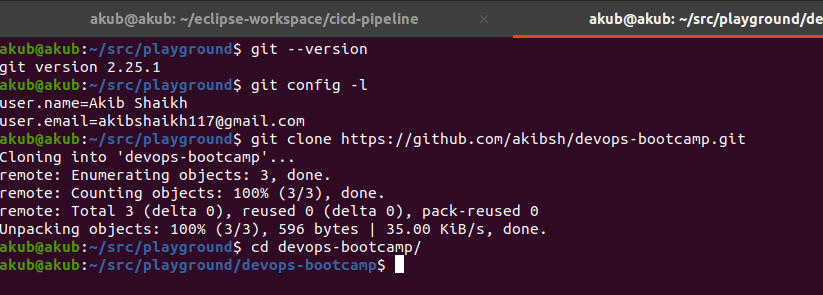 akub@akub: ~/eclipse-workspace/cicd-pipeline
akub@akub: ~/src/playground/de
akub@akub:~/src/playground$ git --version
git version 2.25.1
akub@akub:~/src/playground$ git config -l
user.name=Akib Shaikh
user.email=akibshaikh117@gmail.com
akub@akub:~/src/playground$ git clone https://github.com/akibsh/devops-bootcamp.git
Cloning into 'devops-bootcamp'...
remote: Enumerating objects: 3, done.
remote: Counting objects: 100% (3/3), done.
remote: Total 3 (delta 0), reused 0 (delta 0), pack-reused 0
Unpacking objects: 100% (3/3), 596 bytes | 35.00 KiB/s, done.
akub@akub:~/src/playground$ cd devops-bootcamp/
akub@akub:~/src/playground/devops-bootcamp$